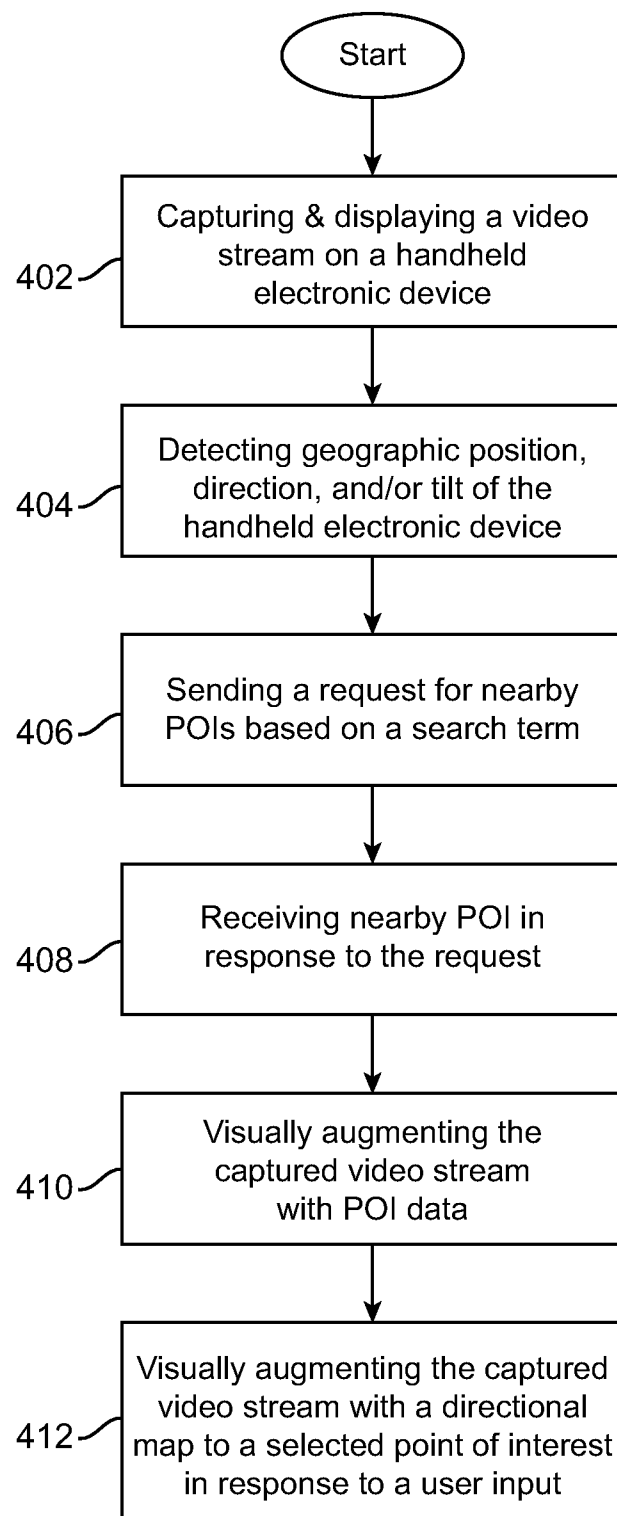 Start
Capturing & displaying a video
stream on a handheld
electronic device
402
Detecting geographic position,
direction, and/or tilt of the
handheld electronic device
404
Sending a request for nearby
POIs based on a search term
406
Receiving nearby POI in
response to the request
408
Visually augmenting the
captured video stream
with POI data
410
Visually augmenting the captured
video stream with a directional
map to a selected point of interest
in response to a user input
412